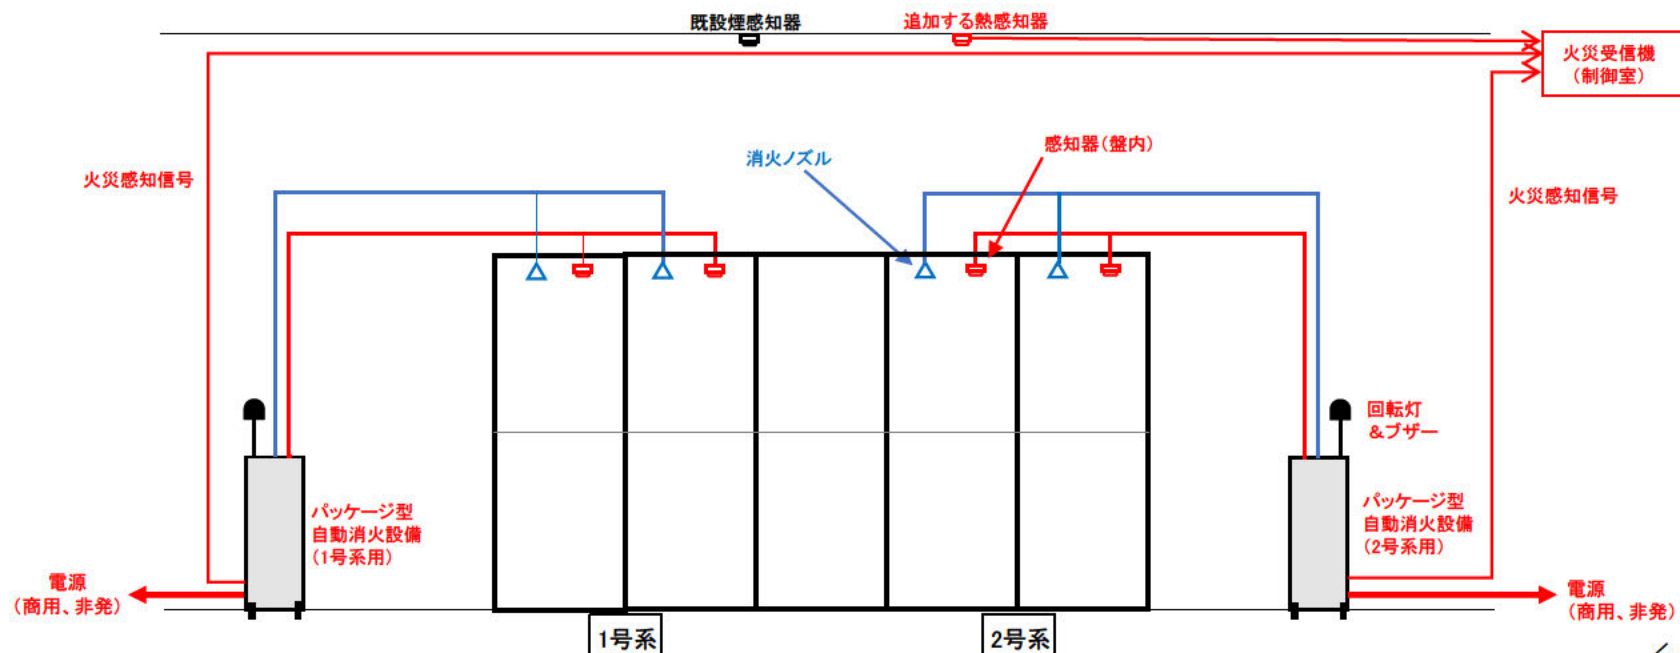 既設煙感知器
追加する熱感知器
火災受信機
（制御室）
火災感知信号
消火ノズル
感知器（盤内）
火災感知信号
回転灯
＆ブザー
パッケージ型
自動消火設備
（1号系用）
パッケージ型
自動消火設備
（2号系用）
電源
（商用、非発）
電源
（商用、非発）
1号系
2号系